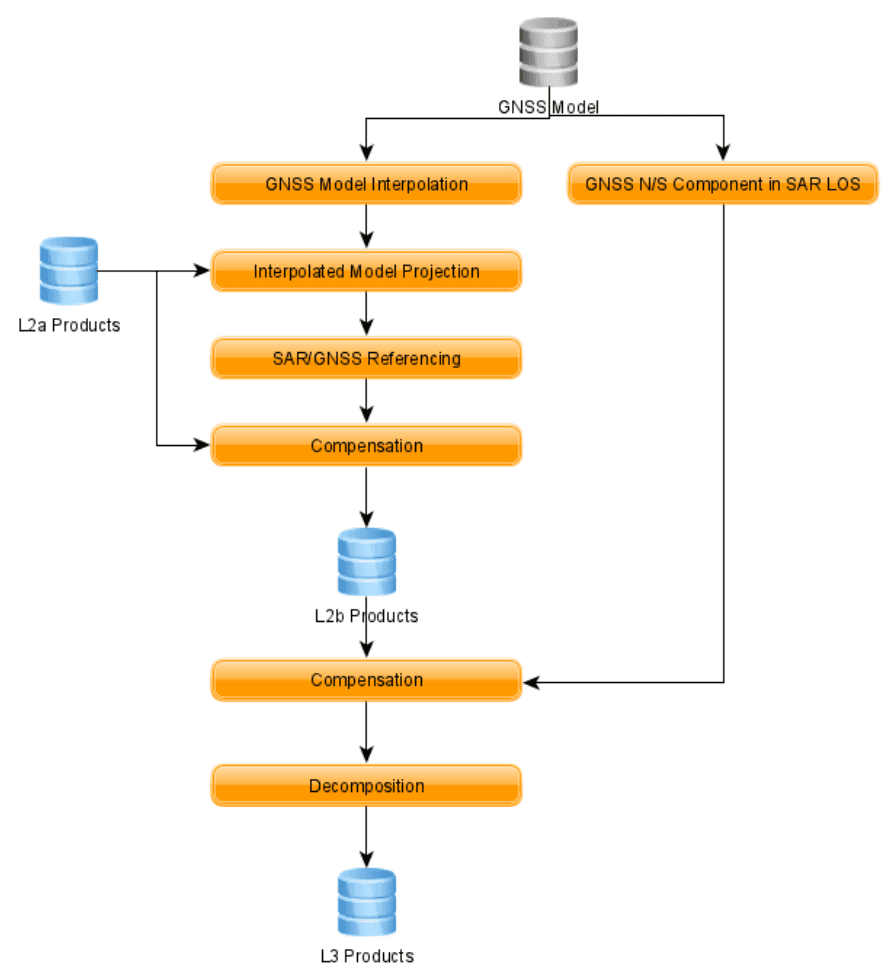 GNSS Model
GNSS Model Interpolation
GNSS N/S Component in SAR LOS
Interpolated Model Projection
L2a Products
SAR/GNSS Referencing
Compensation
L2b Products
Compensation
Decomposition
L3 Products